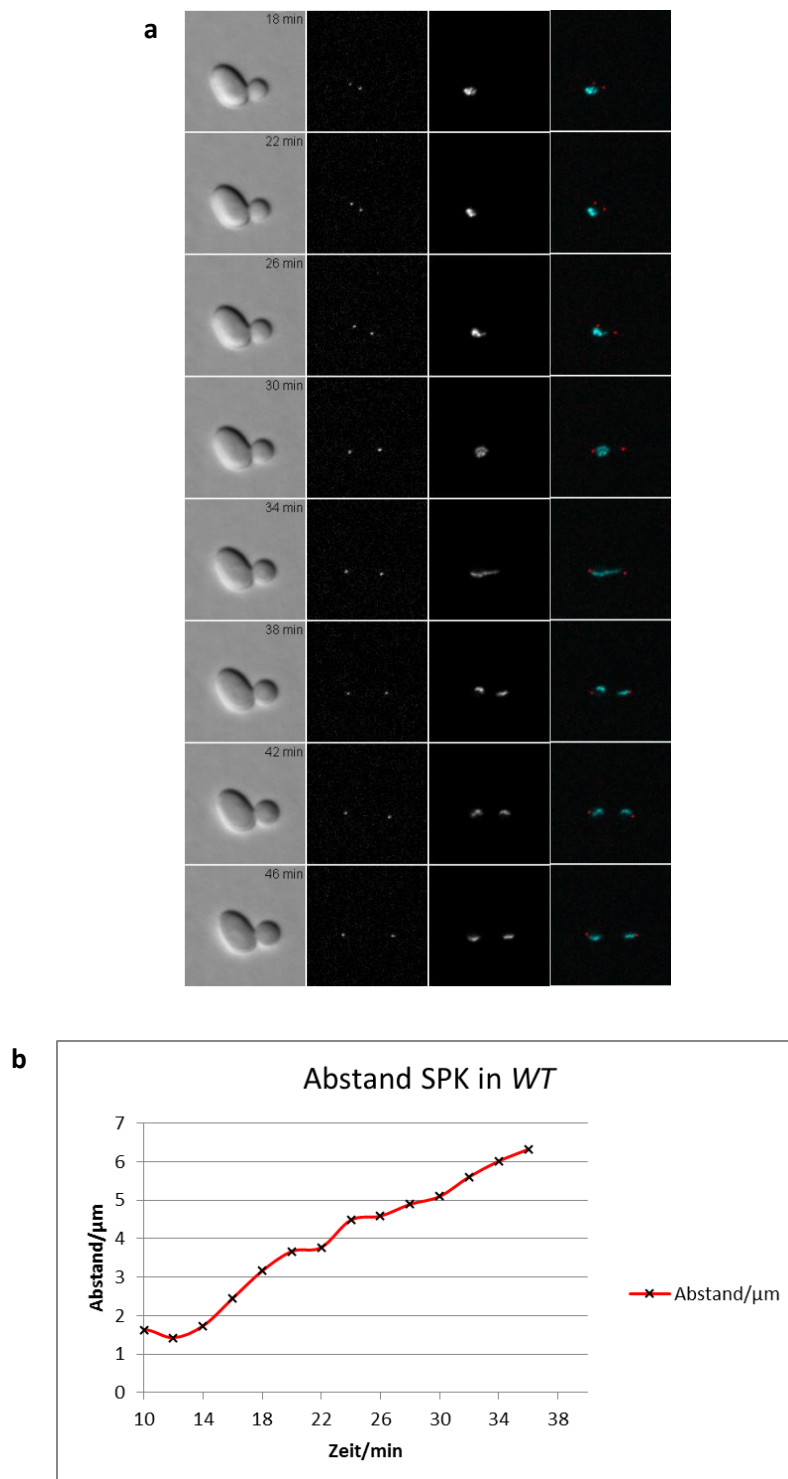 a
18 min
22 min
26 min
30 min
34 min
38 min
42 min
46 min
b
Abstand SPK in WT
7
6
5
4
3
2
1
0
Abstand/µm
10 14 18 22 26 30 34 38
Zeit/min
Abstand/µm